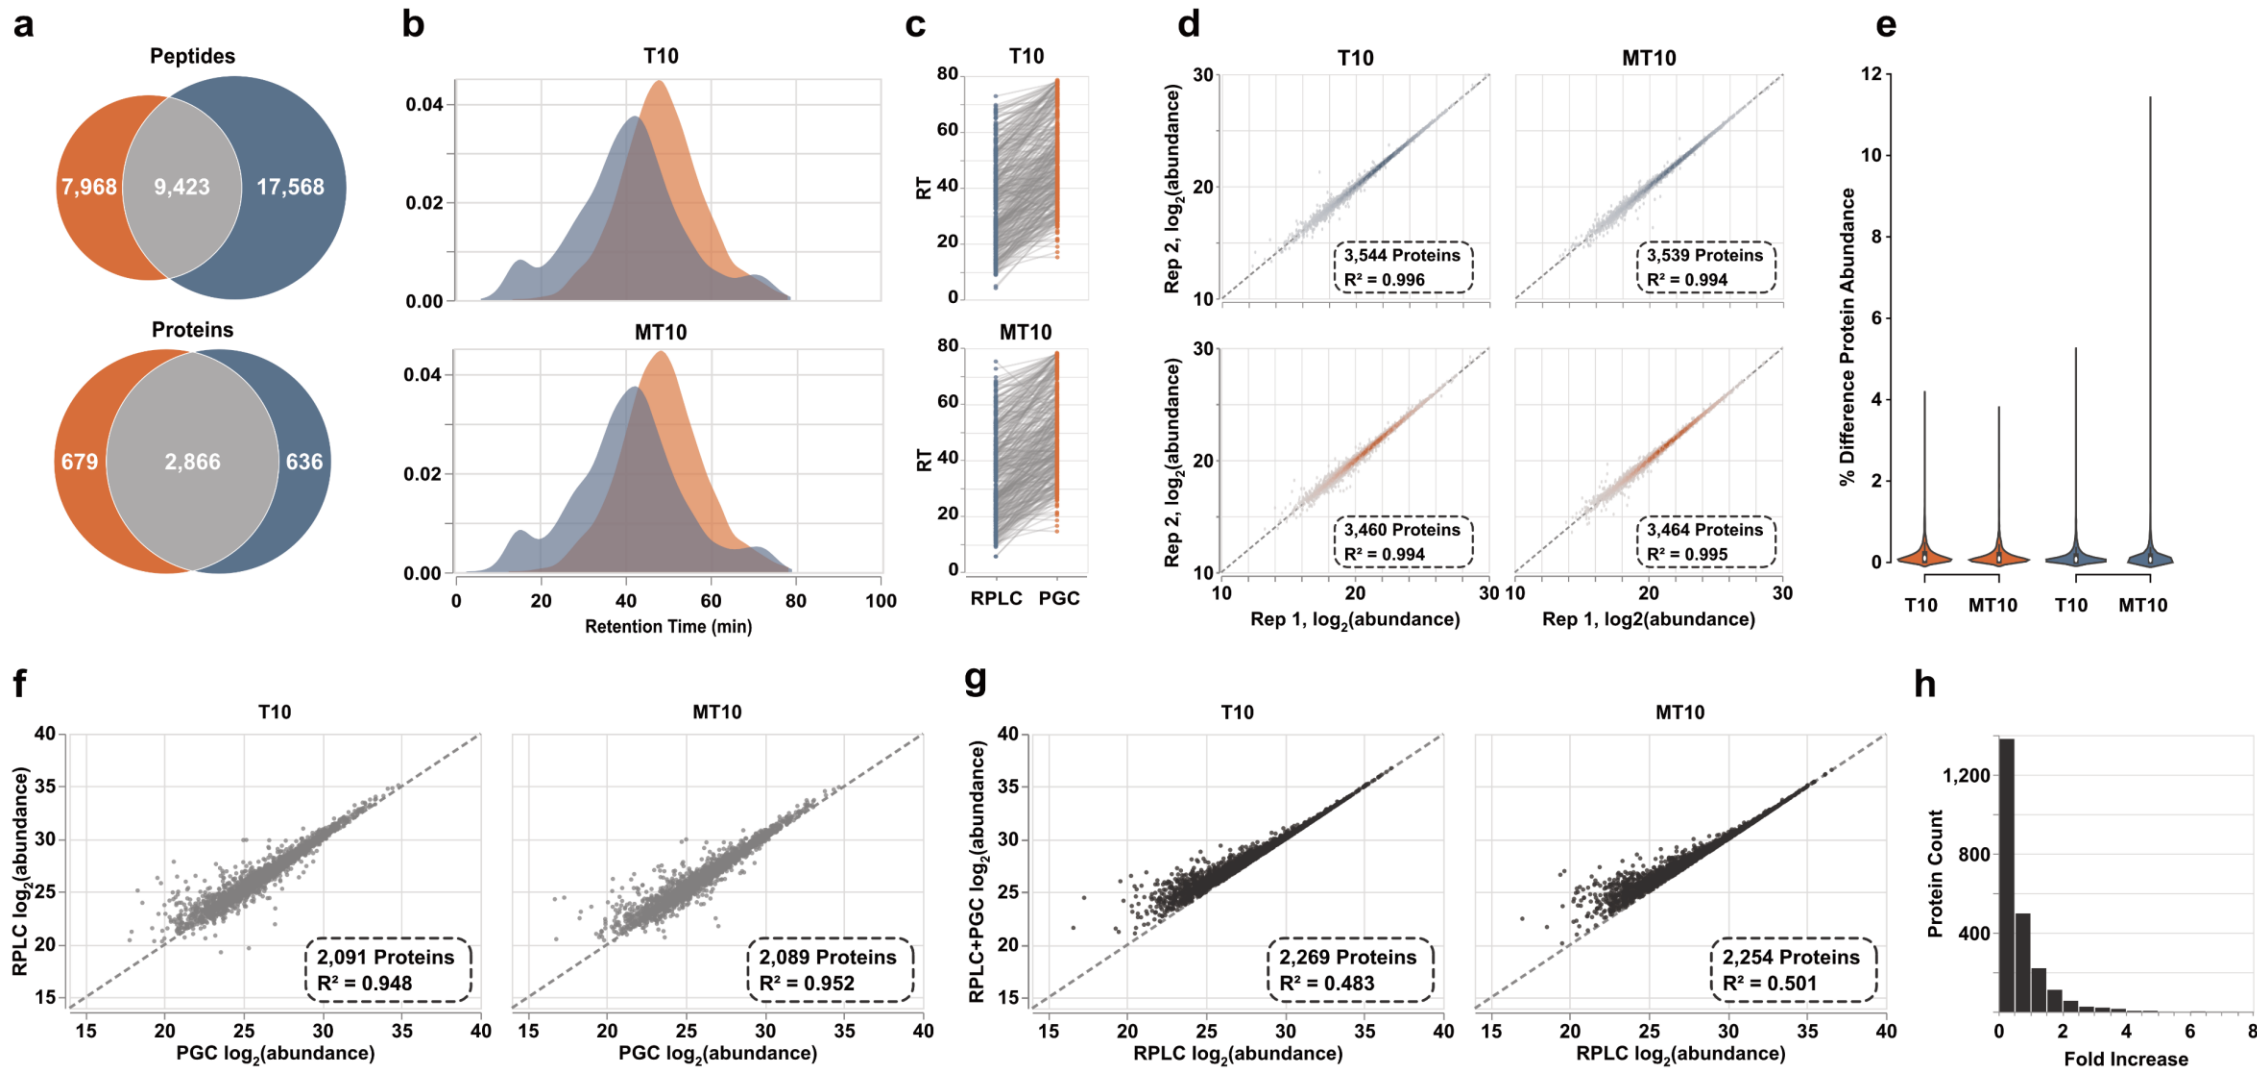 a
Peptides
7,968
9,423
17,568
Proteins
679
2,866
636
b
T10
0.04
0.02
0.00
MT10
0.04
0.02
0.00
0
20
40
60
80
100
Retention Time (min)
c
T10
80
60
40
20
0
RT
MT10
80
60
40
20
0
RT
RPLC
PGC
d
T10
MT10
30
20
10
Rep 2, log₂(abundance)
3,544 Proteins
R² = 0.996
3,539 Proteins
R² = 0.994
30
20
10
Rep 2, log₂(abundance)
3,460 Proteins
R² = 0.994
3,464 Proteins
R² = 0.995
10
20
30
10
20
30
Rep 1, log₂(abundance)
Rep 1, log2(abundance)
e
12
10
8
6
4
2
0
% Difference Protein Abundance
T10
MT10
T10
MT10
f
T10
MT10
40
35
30
25
20
15
RPLC log₂(abundance)
2,091 Proteins
R² = 0.948
2,089 Proteins
R² = 0.952
15
20
25
30
35
40
15
20
25
30
35
40
PGC log₂(abundance)
PGC log₂(abundance)
g
T10
MT10
40
35
30
25
20
15
RPLC+PGC log₂(abundance)
2,269 Proteins
R² = 0.483
2,254 Proteins
R² = 0.501
15
20
25
30
35
40
15
20
25
30
35
40
RPLC log₂(abundance)
RPLC log₂(abundance)
h
1,200
800
400
Protein Count
0
2
4
6
8
Fold Increase